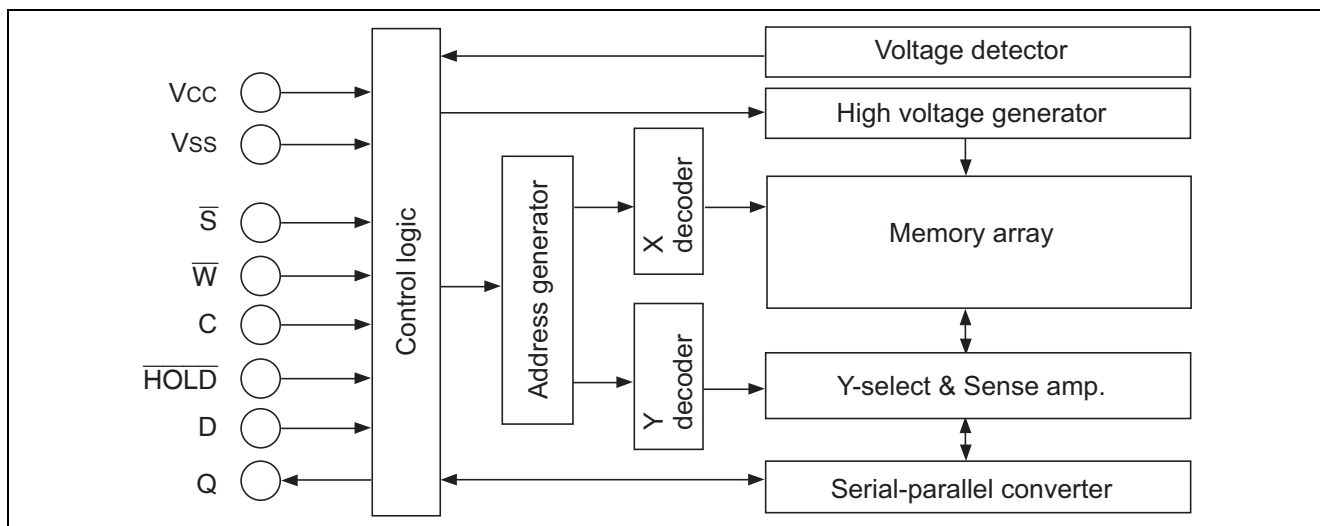 Vcc
Vss
S̅
W̅
C
H̅O̅L̅D̅
D
Q
Control logic
Address generator
X
decoder
Y
decoder
Voltage detector
High voltage generator
Memory array
Y-select & Sense amp.
Serial-parallel converter